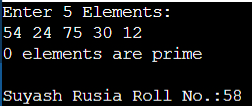 Enter 5 Elements:
54 24 75 30 12
0 elements are prime
Suyash Rusia Roll No.:58